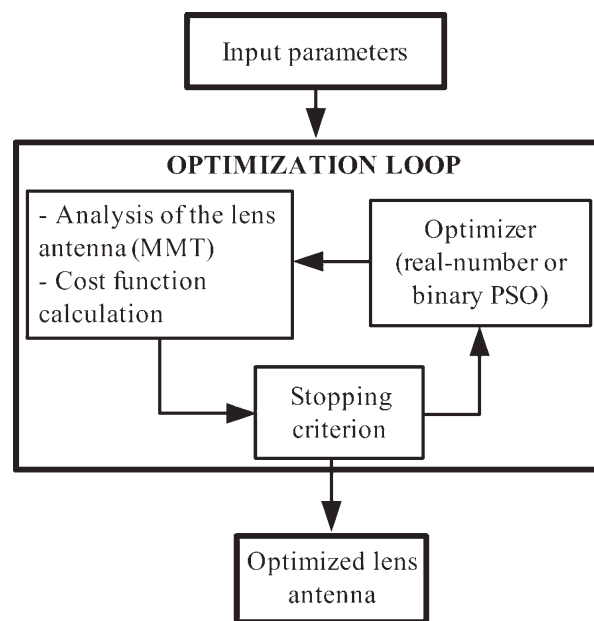 Input parameters
OPTIMIZATION LOOP
- Analysis of the lens
antenna (MMT)
- Cost function
calculation
Optimizer
(real-number or
binary PSO)
Stopping
criterion
Optimized lens
antenna